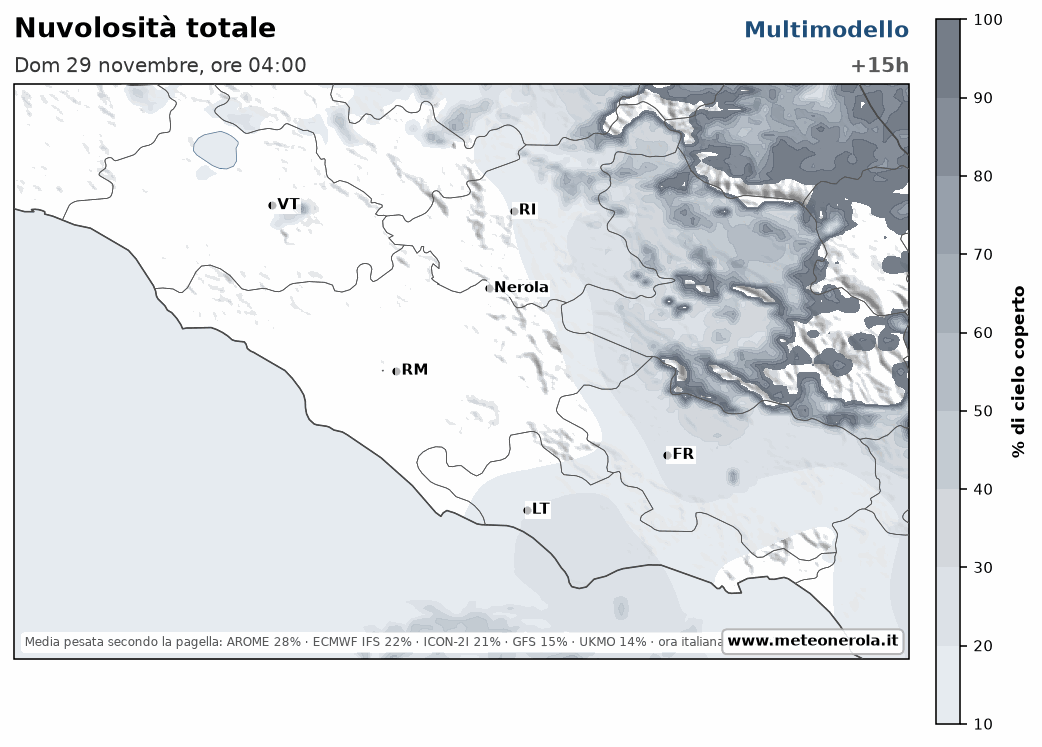 Nuvolosità totale
Multimodello
Dom 29 novembre, ore 04:00
+15h
100
90
80
70
60
50
40
30
20
10
% di cielo coperto
VT
RI
Nerola
RM
FR
LT
Media pesata secondo la pagella: AROME 28% · ECMWF IFS 22% · ICON-2I 21% · GFS 15% · UKMO 14% · ora italiana
www.meteonerola.it